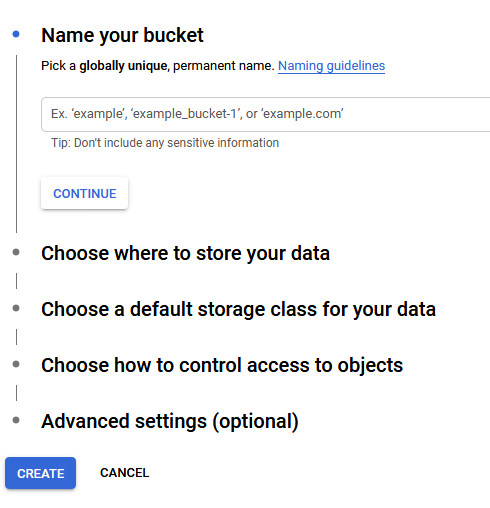 Name your bucket
Pick a globally unique, permanent name. Naming guidelines
Ex. ‘example’, ‘example_bucket-1’, or ‘example.com’
Tip: Don't include any sensitive information
CONTINUE
Choose where to store your data
Choose a default storage class for your data
Choose how to control access to objects
Advanced settings (optional)
CREATE CANCEL